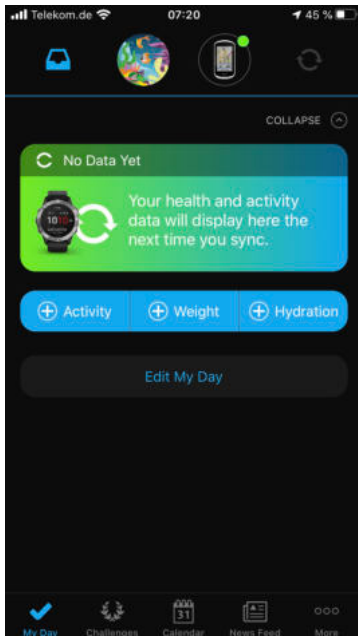 Telekom.de 07:20 45 %
COLLAPSE
No Data Yet
Your health and activity
data will display here the
next time you sync.
Activity Weight Hydration
Edit My Day
31
My Day Challenges Calendar News Feed More